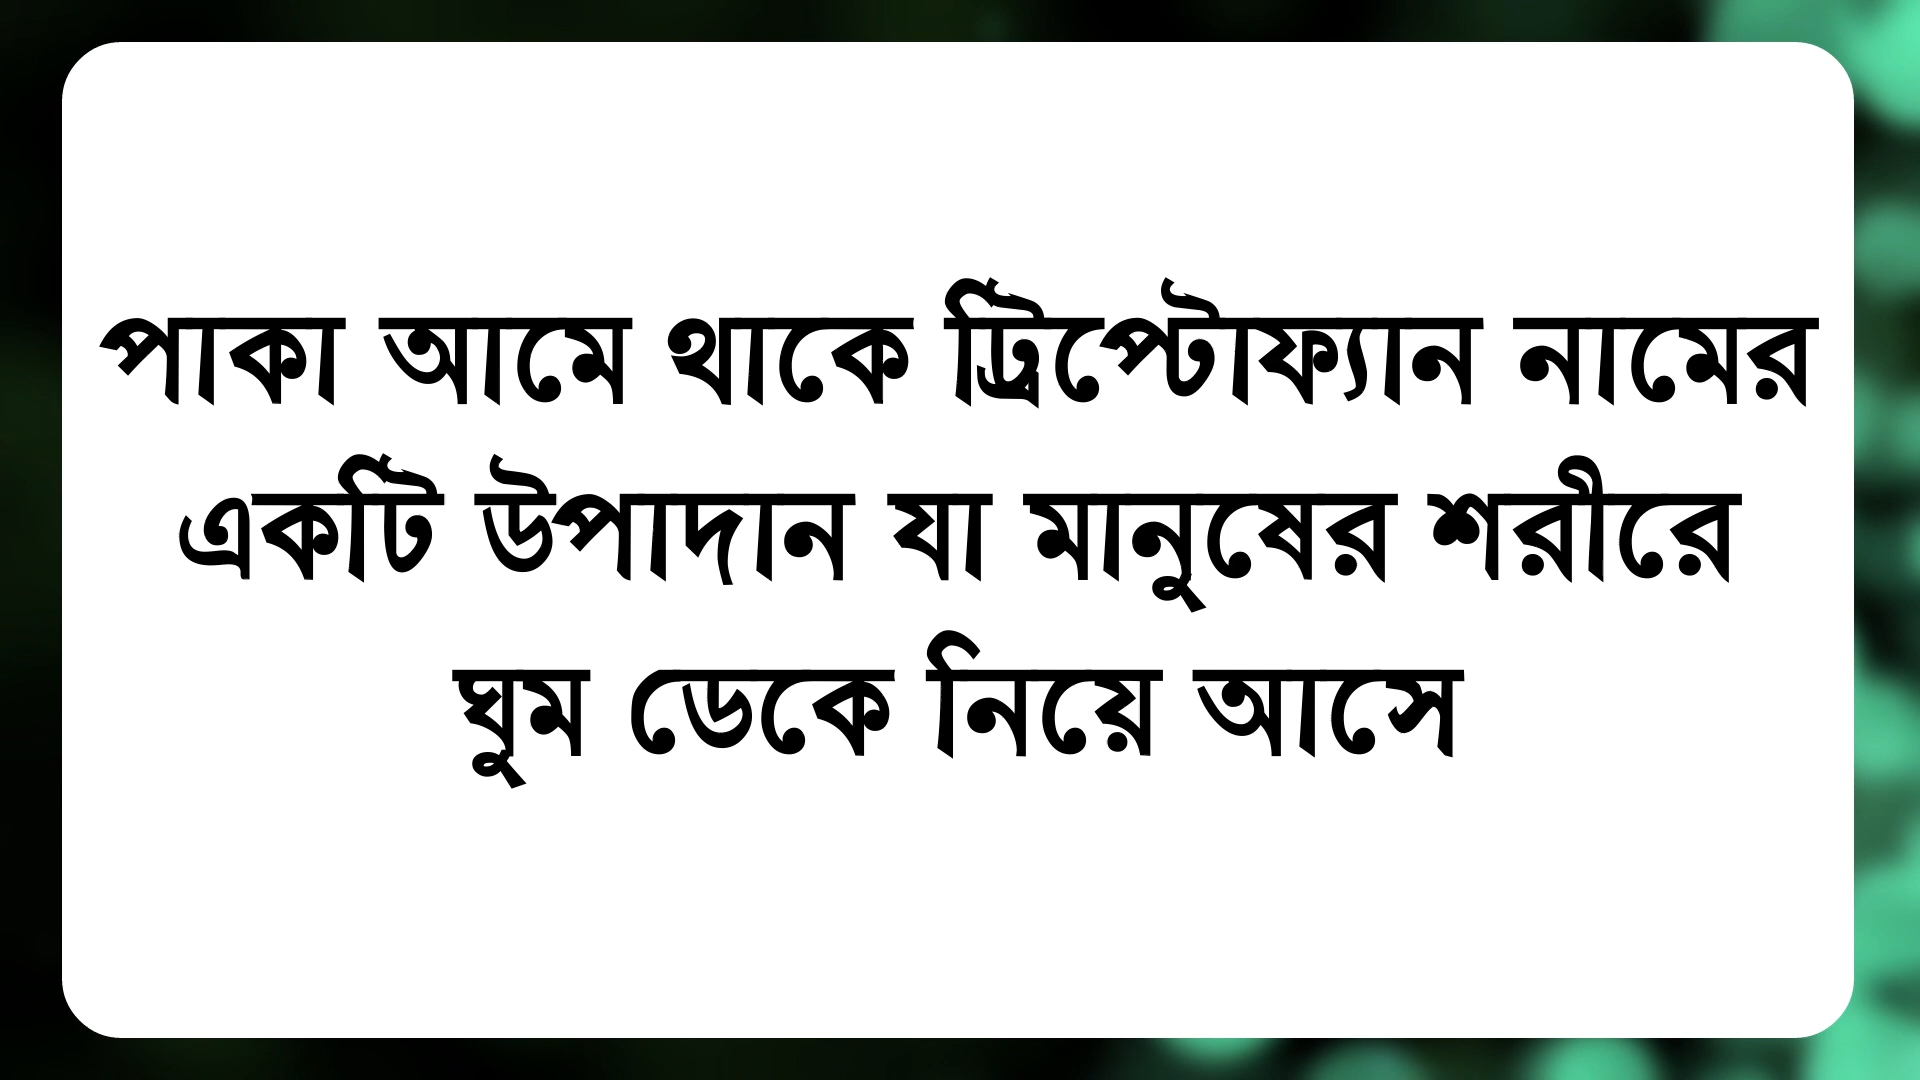 পাকা আমে থাকে ট্রিপ্টোফ্যান নামের
একটি উপাদান যা মানুষের শরীরে
ঘুম ডেকে নিয়ে আসে